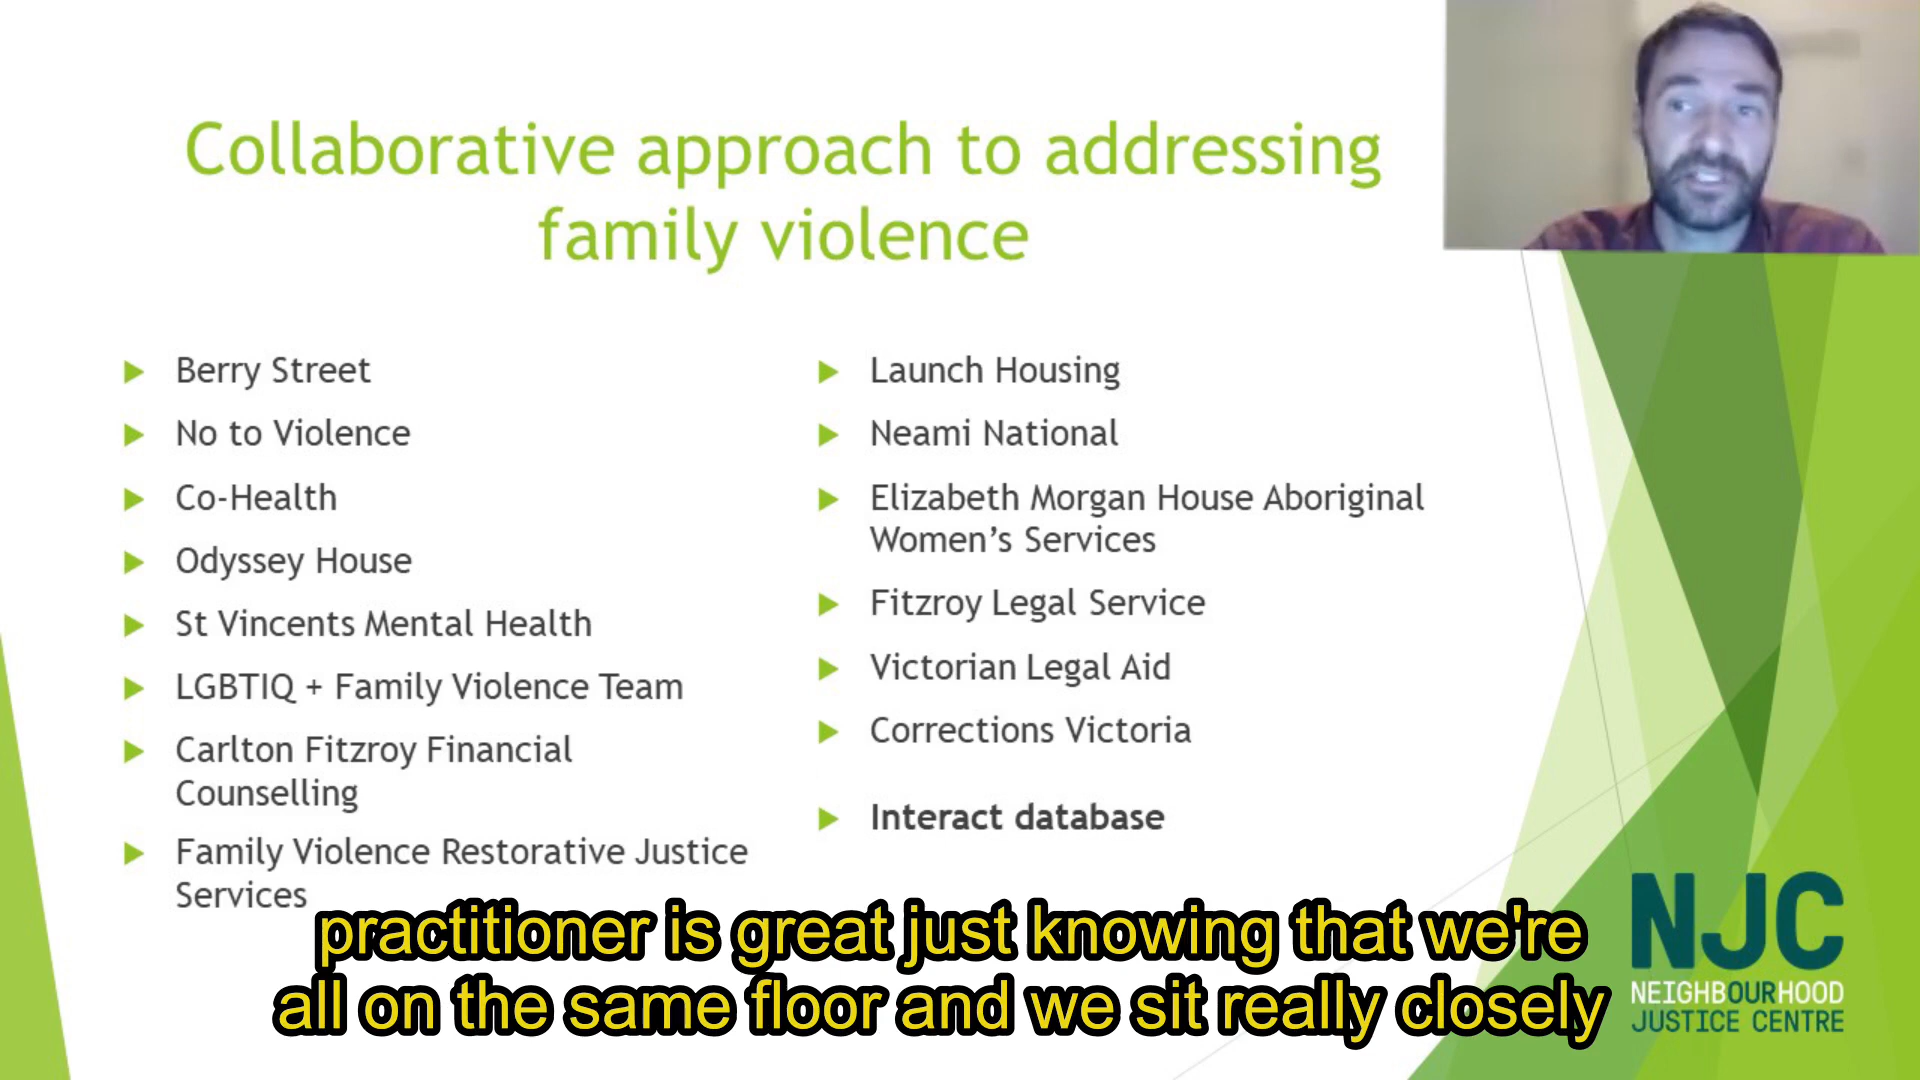 Collaborative approach to addressing
family violence
Berry Street
No to Violence
Co-Health
Odyssey House
St Vincents Mental Health
LGBTIQ + Family Violence Team
Carlton Fitzroy Financial
Counselling
Family Violence Restorative Justice
Services
Launch Housing
Neami National
Elizabeth Morgan House Aboriginal
Women’s Services
Fitzroy Legal Service
Victorian Legal Aid
Corrections Victoria
Interact database
practitioner is great just knowing that we're
all on the same floor and we sit really closely
NJC
NEIGHBOURHOOD
JUSTICE CENTRE